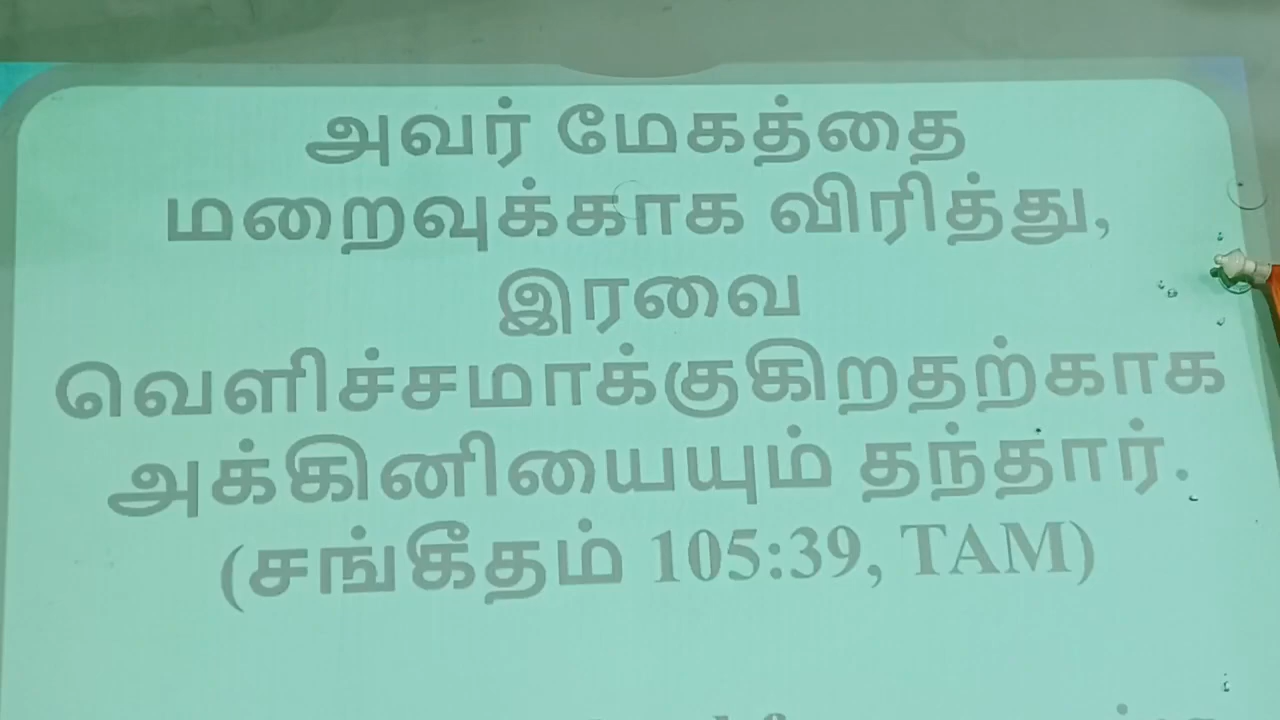 அவர் மேகத்தை
மறைவுக்காக விரித்து,
இரவை
வெளிச்சமாக்குகிறதற்காக
அக்கினியையும் தந்தார்.
(சங்கீதம் 105:39, TAM)